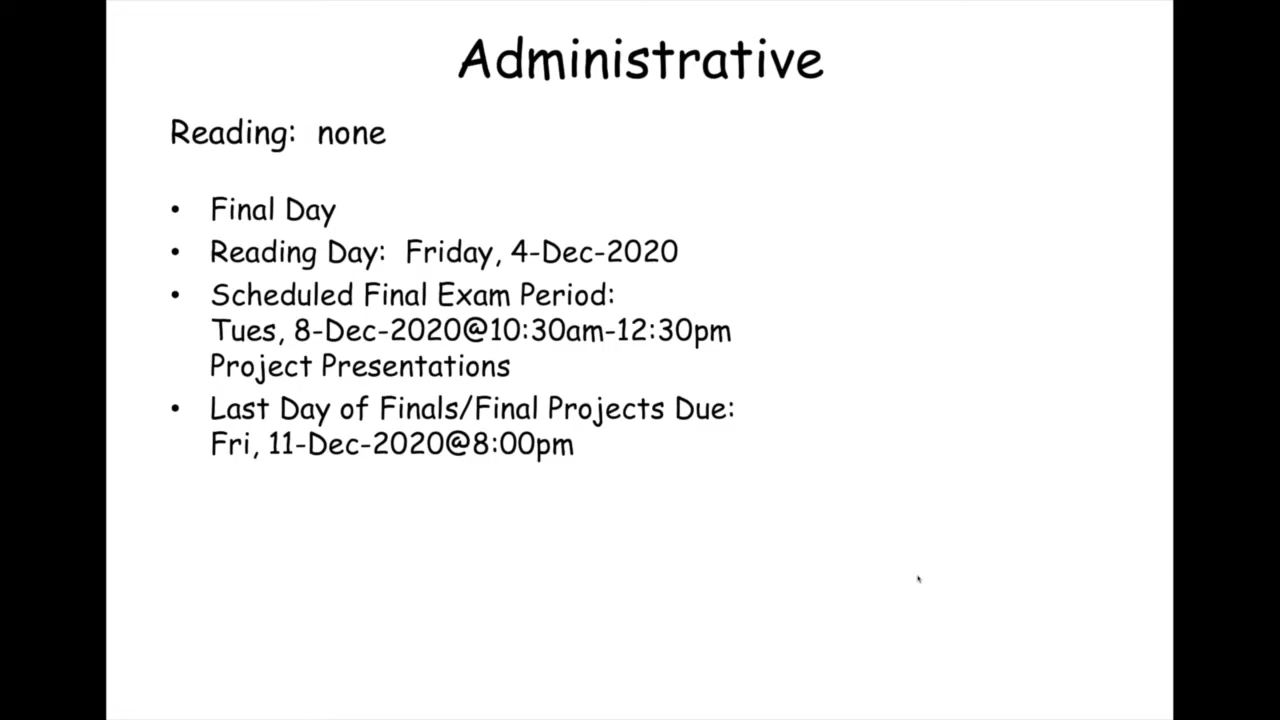 Administrative
Reading: none
• Final Day
• Reading Day: Friday, 4-Dec-2020
• Scheduled Final Exam Period:
Tues, 8-Dec-2020@10:30am-12:30pm
Project Presentations
• Last Day of Finals/Final Projects Due:
Fri, 11-Dec-2020@8:00pm